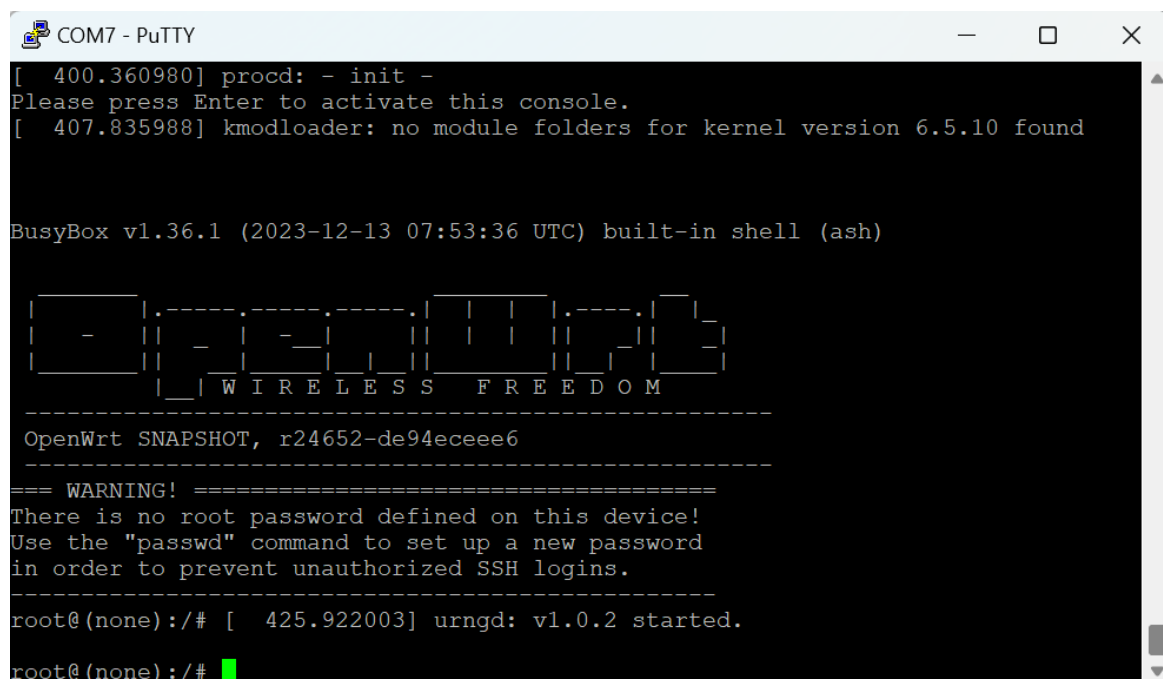 COM7 - PuTTY
[  400.360980] procd: - init -
Please press Enter to activate this console.
[  407.835988] kmodloader: no module folders for kernel version 6.5.10 found
BusyBox v1.36.1 (2023-12-13 07:53:36 UTC) built-in shell (ash)
OpenWrt
W I R E L E S S   F R E E D O M
-----------------------------------------------------
OpenWrt SNAPSHOT, r24652-de94eceee6
-----------------------------------------------------
=== WARNING! =====================================
There is no root password defined on this device!
Use the "passwd" command to set up a new password
in order to prevent unauthorized SSH logins.
--------------------------------------------------
root@(none):/# [  425.922003] urngd: v1.0.2 started.
root@(none):/#